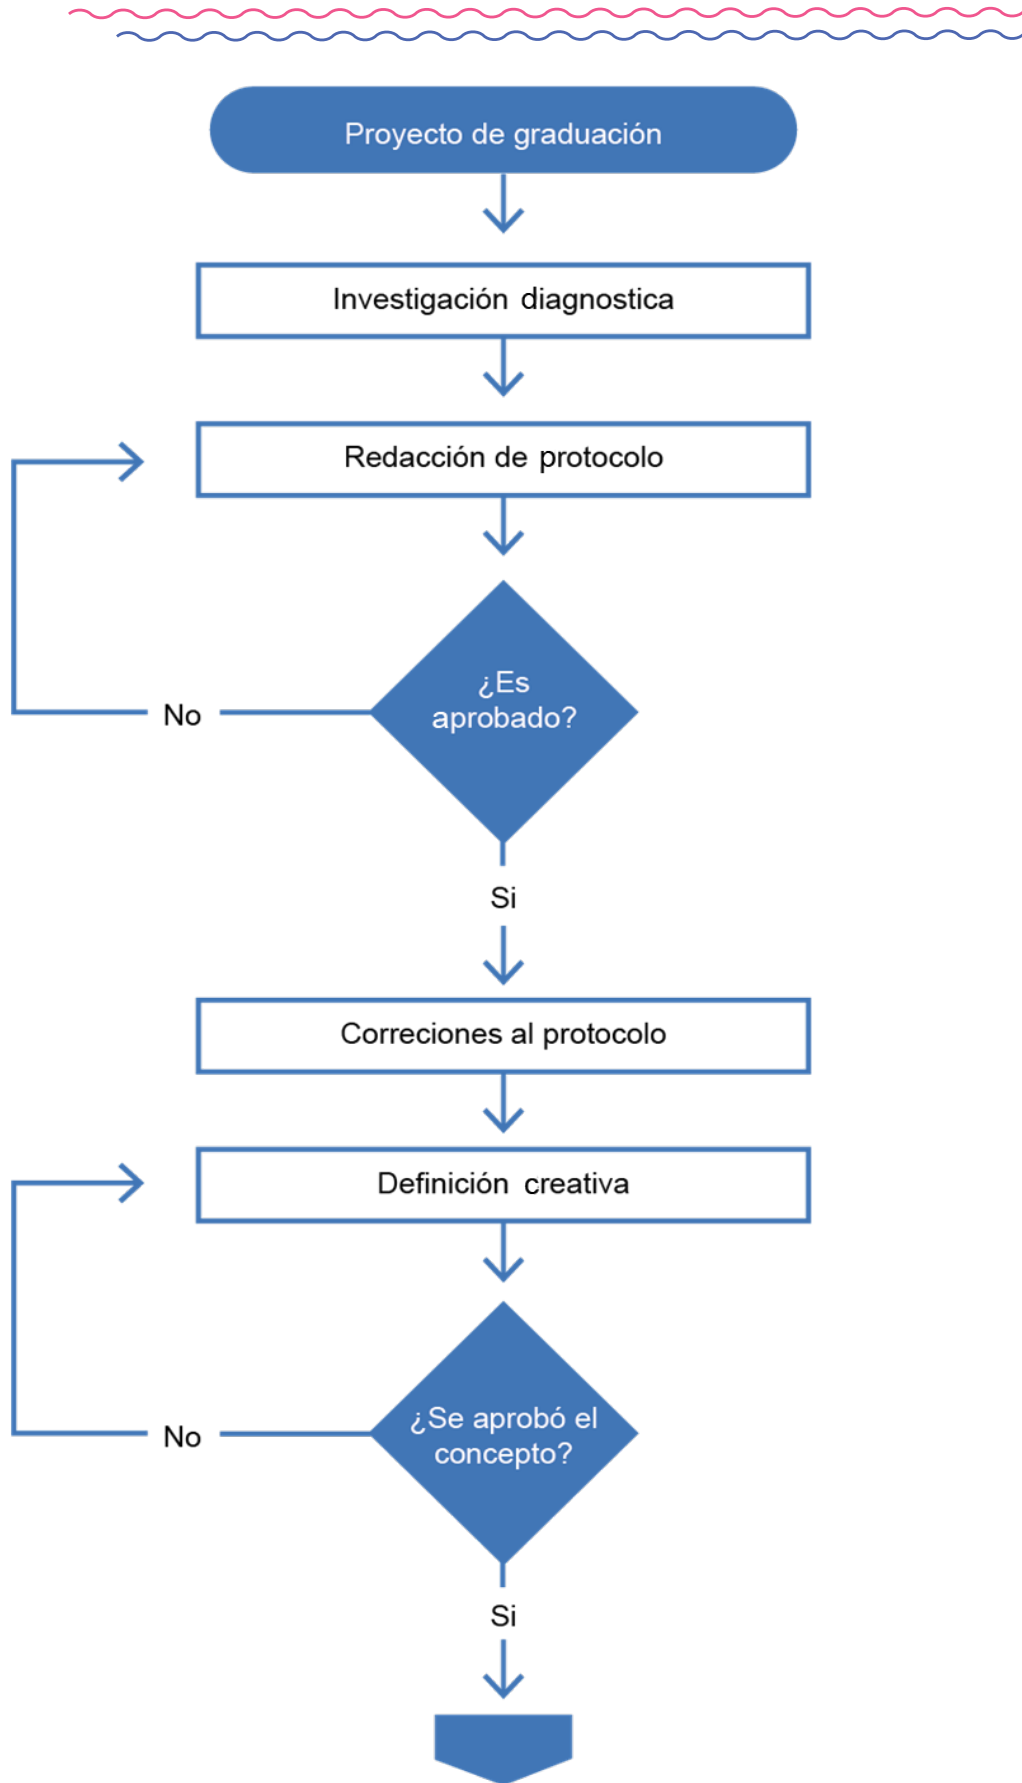 Proyecto de graduación
Investigación diagnostica
Redacción de protocolo
¿Es
aprobado?
No
Si
Correciones al protocolo
Definición creativa
¿Se aprobó el
concepto?
No
Si